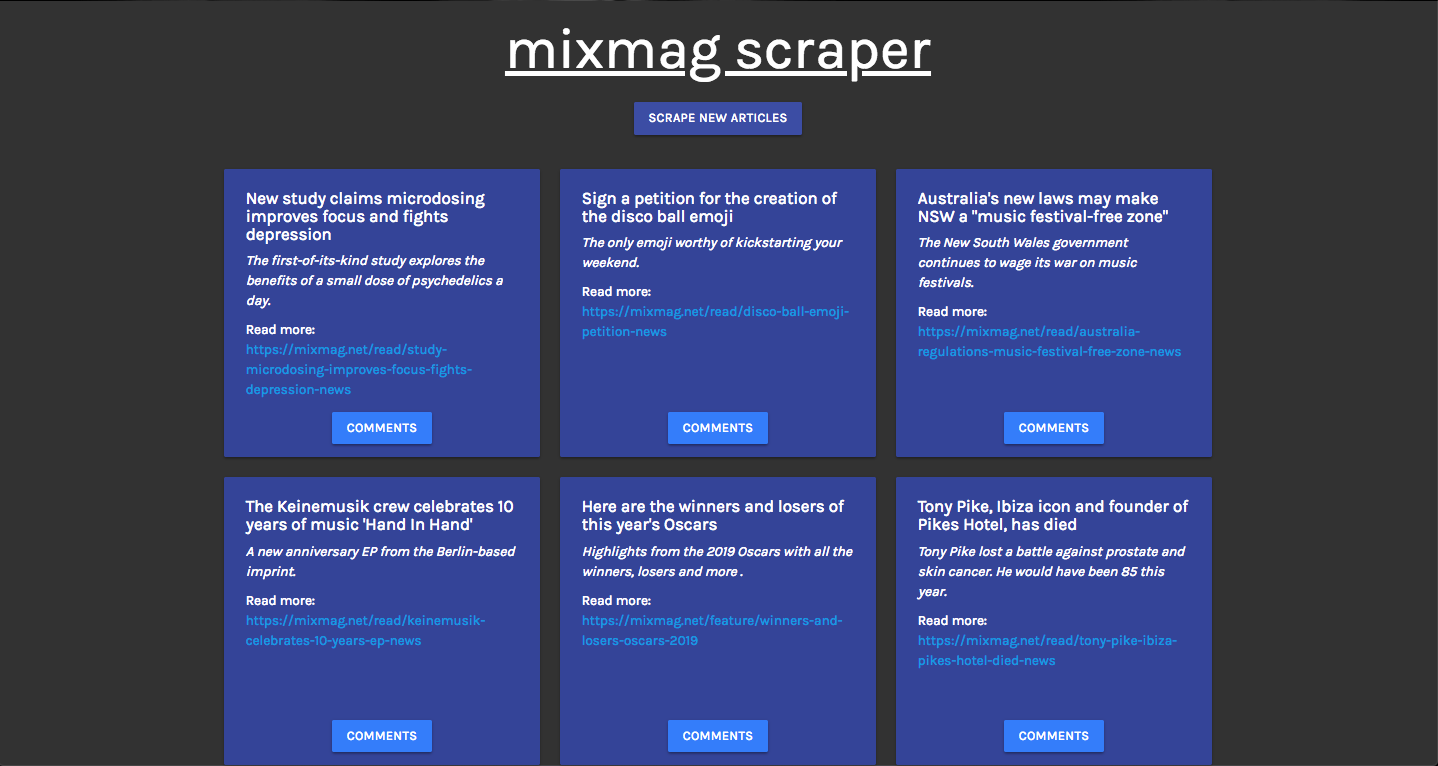 mixmag scraper
SCRAPE NEW ARTICLES
New study claims microdosing
improves focus and fights
depression
The first-of-its-kind study explores the
benefits of a small dose of psychedelics a
day.
Read more:
https://mixmag.net/read/study-
microdosing-improves-focus-fights-
depression-news
COMMENTS
Sign a petition for the creation of
the disco ball emoji
The only emoji worthy of kickstarting your
weekend.
Read more:
https://mixmag.net/read/disco-ball-emoji-
petition-news
COMMENTS
Australia's new laws may make
NSW a "music festival-free zone"
The New South Wales government
continues to wage its war on music
festivals.
Read more:
https://mixmag.net/read/australia-
regulations-music-festival-free-zone-news
COMMENTS
The Keinemusik crew celebrates 10
years of music 'Hand In Hand'
A new anniversary EP from the Berlin-based
imprint.
Read more:
https://mixmag.net/read/keinemusik-
celebrates-10-years-ep-news
COMMENTS
Here are the winners and losers of
this year's Oscars
Highlights from the 2019 Oscars with all the
winners, losers and more .
Read more:
https://mixmag.net/feature/winners-and-
losers-oscars-2019
COMMENTS
Tony Pike, Ibiza icon and founder of
Pikes Hotel, has died
Tony Pike lost a battle against prostate and
skin cancer. He would have been 85 this
year.
Read more:
https://mixmag.net/read/tony-pike-ibiza-
pikes-hotel-died-news
COMMENTS